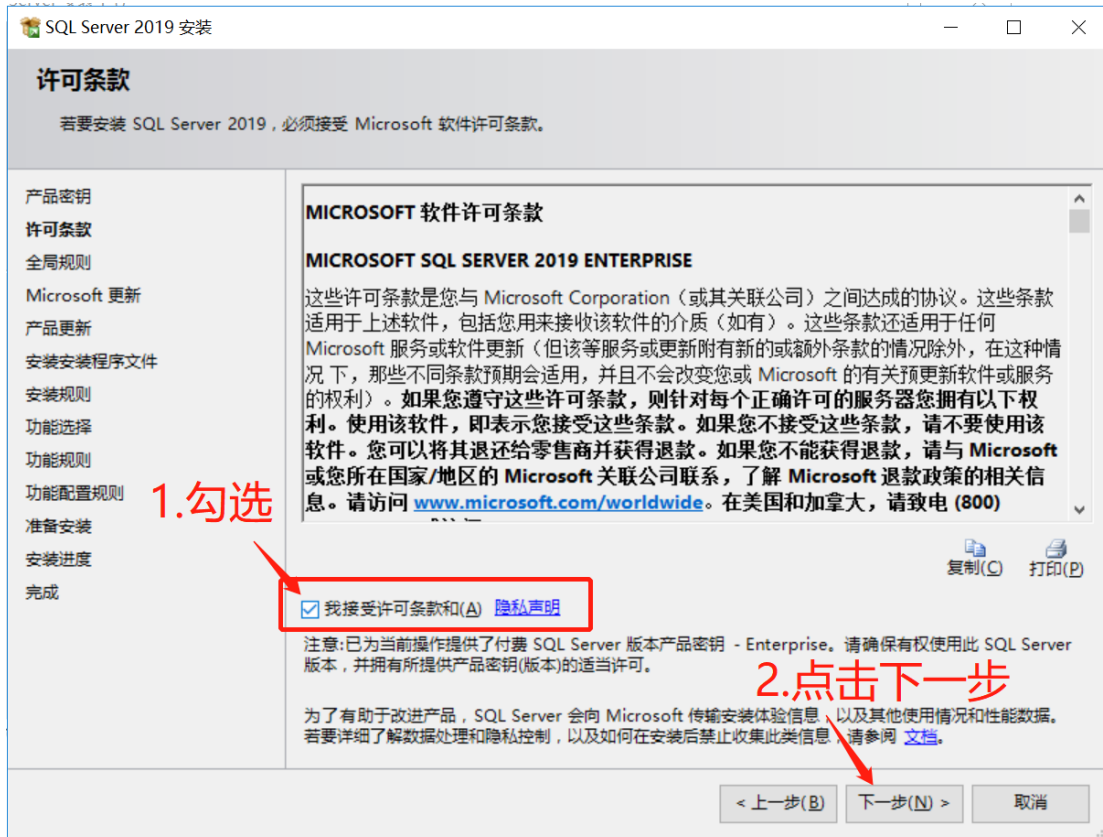 SQL Server 2019 安装
许可条款
若要安装 SQL Server 2019，必须接受 Microsoft 软件许可条款。
产品密钥
许可条款
全局规则
Microsoft 更新
产品更新
安装安装程序文件
安装规则
功能选择
功能规则
功能配置规则
准备安装
安装进度
完成
MICROSOFT 软件许可条款
MICROSOFT SQL SERVER 2019 ENTERPRISE
这些许可条款是您与 Microsoft Corporation（或其关联公司）之间达成的协议。这些条款
适用于上述软件，包括您用来接收该软件的介质（如有）。这些条款还适用于任何
Microsoft 服务或软件更新（但该等服务或更新附有新的或额外条款的情况除外，在这种情
况 下，那些不同条款预期会适用，并且不会改变您或 Microsoft 的有关预更新软件或服务
的权利）。如果您遵守这些许可条款，则针对每个正确许可的服务器您拥有以下权
利。使用该软件，即表示您接受这些条款。如果您不接受这些条款，请不要使用该
软件。您可以将其退还给零售商并获得退款。如果您不能获得退款，请与 Microsoft
或您所在国家/地区的 Microsoft 关联公司联系，了解 Microsoft 退款政策的相关信
息。请访问 www.microsoft.com/worldwide。在美国和加拿大，请致电 (800)
复制(C) 打印(P)
1.勾选
我接受许可条款和(A) 隐私声明
注意:已为当前操作提供了付费 SQL Server 版本产品密钥 - Enterprise。请确保有权使用此 SQL Server
版本，并拥有所提供产品密钥(版本)的适当许可。
2.点击下一步
为了有助于改进产品，SQL Server 会向 Microsoft 传输安装体验信息，以及其他使用情况和性能数据。
若要详细了解数据处理和隐私控制，以及如何在安装后禁止收集此类信息，请参阅 文档。
< 上一步(B) 下一步(N) > 取消